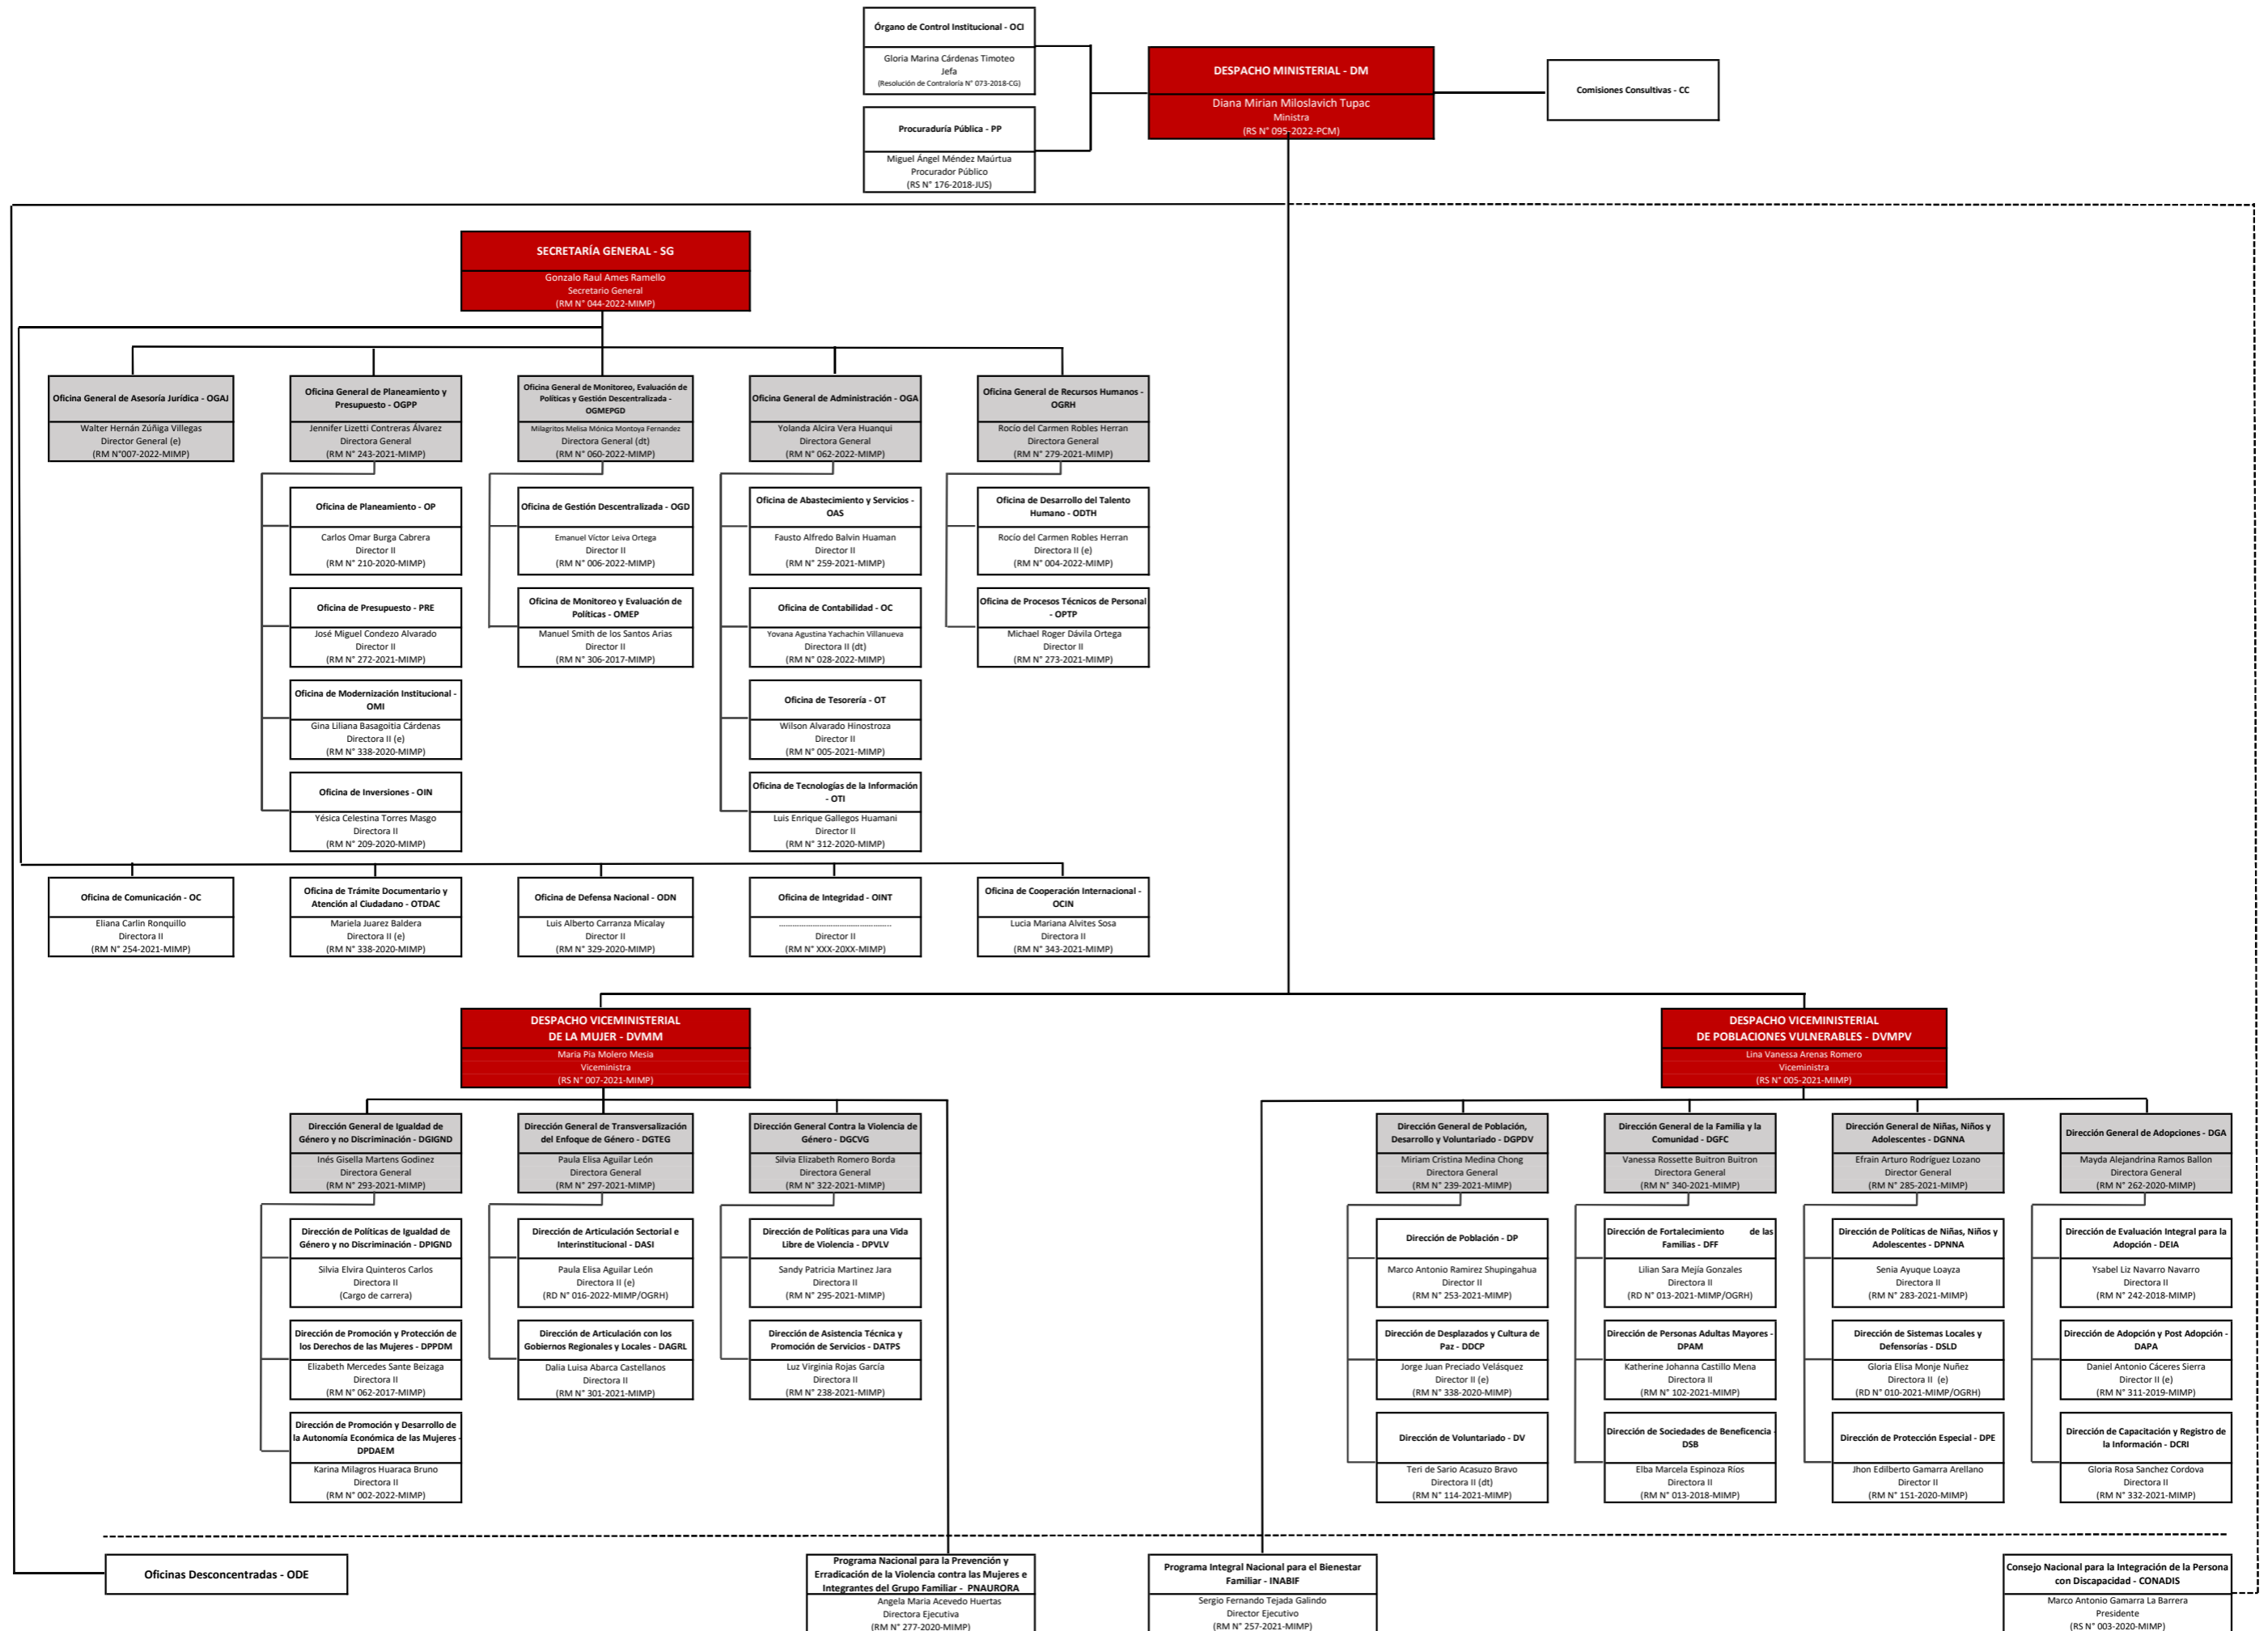 Órgano de Control Institucional - OCI
Gloria Marina Cárdenas Timoteo
Jefa
(Resolución de Contraloría N° 073-2018-CG)
DESPACHO MINISTERIAL - DM
Diana Mirian Miloslavich Tupac
Ministra
(RS N° 095-2022-PCM)
Comisiones Consultivas - CC
Procuraduría Pública - PP
Miguel Ángel Méndez Maúrtua
Procurador Público
(RS N° 176-2018-JUS)
SECRETARÍA GENERAL - SG
Gonzalo Raul Ames Ramello
Secretario General
(RM N° 044-2022-MIMP)
Oficina General de Asesoría Jurídica - OGAJ
Walter Hernán Zúñiga Villegas
Director General (e)
(RM N°007-2022-MIMP)
Oficina General de Planeamiento y
Presupuesto - OGPP
Jennifer Lizetti Contreras Álvarez
Directora General
(RM N° 243-2021-MIMP)
Oficina General de Monitoreo, Evaluación de
Políticas y Gestión Descentralizada -
OGMEPGD
Milagritos Melisa Mónica Montoya Fernandez
Directora General (dt)
(RM N° 060-2022-MIMP)
Oficina General de Administración - OGA
Yolanda Alcira Vera Huanqui
Directora General
(RM N° 062-2022-MIMP)
Oficina General de Recursos Humanos -
OGRH
Rocío del Carmen Robles Herran
Directora General
(RM N° 279-2021-MIMP)
Oficina de Planeamiento - OP
Carlos Omar Burga Cabrera
Director II
(RM N° 210-2020-MIMP)
Oficina de Gestión Descentralizada - OGD
Emanuel Víctor Leiva Ortega
Director II
(RM N° 006-2022-MIMP)
Oficina de Abastecimiento y Servicios -
OAS
Fausto Alfredo Balvin Huaman
Director II
(RM N° 259-2021-MIMP)
Oficina de Desarrollo del Talento
Humano - ODTH
Rocío del Carmen Robles Herran
Directora II (e)
(RM N° 004-2022-MIMP)
Oficina de Presupuesto - PRE
José Miguel Condezo Alvarado
Director II
(RM N° 272-2021-MIMP)
Oficina de Monitoreo y Evaluación de
Políticas - OMEP
Manuel Smith de los Santos Arias
Director II
(RM N° 306-2017-MIMP)
Oficina de Contabilidad - OC
Yovana Agustina Yachachin Villanueva
Directora II (dt)
(RM N° 028-2022-MIMP)
Oficina de Procesos Técnicos de Personal
- OPTP
Michael Roger Dávila Ortega
Director II
(RM N° 273-2021-MIMP)
Oficina de Modernización Institucional -
OMI
Gina Liliana Basagoitia Cárdenas
Directora II (e)
(RM N° 338-2020-MIMP)
Oficina de Tesorería - OT
Wilson Alvarado Hinostroza
Director II
(RM N° 005-2021-MIMP)
Oficina de Inversiones - OIN
Yésica Celestina Torres Masgo
Directora II
(RM N° 209-2020-MIMP)
Oficina de Tecnologías de la Información
- OTI
Luis Enrique Gallegos Huamani
Director II
(RM N° 312-2020-MIMP)
Oficina de Comunicación - OC
Eliana Carlin Ronquillo
Directora II
(RM N° 254-2021-MIMP)
Oficina de Trámite Documentario y
Atención al Ciudadano - OTDAC
Mariela Juarez Baldera
Directora II (e)
(RM N° 338-2020-MIMP)
Oficina de Defensa Nacional - ODN
Luis Alberto Carranza Micalay
Director II
(RM N° 329-2020-MIMP)
Oficina de Integridad - OINT
................................................
Director II
(RM N° XXX-20XX-MIMP)
Oficina de Cooperación Internacional -
OCIN
Lucia Mariana Alvites Sosa
Directora II
(RM N° 343-2021-MIMP)
DESPACHO VICEMINISTERIAL
DE LA MUJER - DVMM
Maria Pia Molero Mesia
Viceministra
(RS N° 007-2021-MIMP)
DESPACHO VICEMINISTERIAL
DE POBLACIONES VULNERABLES - DVMPV
Lina Vanessa Arenas Romero
Viceministra
(RS N° 005-2021-MIMP)
Dirección General de Igualdad de
Género y no Discriminación - DGIGND
Inés Gisella Martens Godinez
Directora General
(RM N° 293-2021-MIMP)
Dirección General de Transversalización
del Enfoque de Género - DGTEG
Paula Elisa Aguilar León
Directora General
(RM N° 297-2021-MIMP)
Dirección General Contra la Violencia de
Género - DGCVG
Silvia Elizabeth Romero Borda
Directora General
(RM N° 322-2021-MIMP)
Dirección General de Población,
Desarrollo y Voluntariado - DGPDV
Miriam Cristina Medina Chong
Directora General
(RM N° 239-2021-MIMP)
Dirección General de la Familia y la
Comunidad - DGFC
Vanessa Rossette Buitron Buitron
Directora General
(RM N° 340-2021-MIMP)
Dirección General de Niñas, Niños y
Adolescentes - DGNNA
Efrain Arturo Rodríguez Lozano
Director General
(RM N° 285-2021-MIMP)
Dirección General de Adopciones - DGA
Mayda Alejandrina Ramos Ballon
Directora General
(RM N° 262-2020-MIMP)
Dirección de Políticas de Igualdad de
Género y no Discriminación - DPIGND
Silvia Elvira Quinteros Carlos
Directora II
(Cargo de carrera)
Dirección de Articulación Sectorial e
Interinstitucional - DASI
Paula Elisa Aguilar León
Directora II (e)
(RD N° 016-2022-MIMP/OGRH)
Dirección de Políticas para una Vida
Libre de Violencia - DPVLV
Sandy Patricia Martinez Jara
Directora II
(RM N° 295-2021-MIMP)
Dirección de Población - DP
Marco Antonio Ramirez Shupingahua
Director II
(RM N° 253-2021-MIMP)
Dirección de Fortalecimiento de las
Familias - DFF
Lilian Sara Mejía Gonzales
Directora II
(RD N° 013-2021-MIMP/OGRH)
Dirección de Políticas de Niñas, Niños y
Adolescentes - DPNNA
Senia Ayuque Loayza
Directora II
(RM N° 283-2021-MIMP)
Dirección de Evaluación Integral para la
Adopción - DEIA
Ysabel Liz Navarro Navarro
Directora II
(RM N° 242-2018-MIMP)
Dirección de Promoción y Protección de
los Derechos de las Mujeres - DPPDM
Elizabeth Mercedes Sante Beizaga
Directora II
(RM N° 062-2017-MIMP)
Dirección de Articulación con los
Gobiernos Regionales y Locales - DAGRL
Dalia Luisa Abarca Castellanos
Directora II
(RM N° 301-2021-MIMP)
Dirección de Asistencia Técnica y
Promoción de Servicios - DATPS
Luz Virginia Rojas García
Directora II
(RM N° 238-2021-MIMP)
Dirección de Desplazados y Cultura de
Paz - DDCP
Jorge Juan Preciado Velásquez
Director II (e)
(RM N° 338-2020-MIMP)
Dirección de Personas Adultas Mayores -
DPAM
Katherine Johanna Castillo Mena
Directora II
(RM N° 102-2021-MIMP)
Dirección de Sistemas Locales y
Defensorías - DSLD
Gloria Elisa Monje Nuñez
Directora II (e)
(RD N° 010-2021-MIMP/OGRH)
Dirección de Adopción y Post Adopción -
DAPA
Daniel Antonio Cáceres Sierra
Director II (e)
(RM N° 311-2019-MIMP)
Dirección de Promoción y Desarrollo de
la Autonomía Económica de las Mujeres -
DPDAEM
Karina Milagros Huaraca Bruno
Directora II
(RM N° 002-2022-MIMP)
Dirección de Voluntariado - DV
Teri de Sario Acasuzo Bravo
Directora II (dt)
(RM N° 114-2021-MIMP)
Dirección de Sociedades de Beneficencia -
DSB
Elba Marcela Espinoza Ríos
Directora II
(RM N° 013-2018-MIMP)
Dirección de Protección Especial - DPE
Jhon Edilberto Gamarra Arellano
Director II
(RM N° 151-2020-MIMP)
Dirección de Capacitación y Registro de
la Información - DCRI
Gloria Rosa Sanchez Cordova
Directora II
(RM N° 332-2021-MIMP)
Oficinas Desconcentradas - ODE
Programa Nacional para la Prevención y
Erradicación de la Violencia contra las Mujeres e
Integrantes del Grupo Familiar - PNAURORA
Angela Maria Acevedo Huertas
Directora Ejecutiva
(RM N° 277-2020-MIMP)
Programa Integral Nacional para el Bienestar
Familiar - INABIF
Sergio Fernando Tejada Galindo
Director Ejecutivo
(RM N° 257-2021-MIMP)
Consejo Nacional para la Integración de la Persona
con Discapacidad - CONADIS
Marco Antonio Gamarra La Barrera
Presidente
(RS N° 003-2020-MIMP)